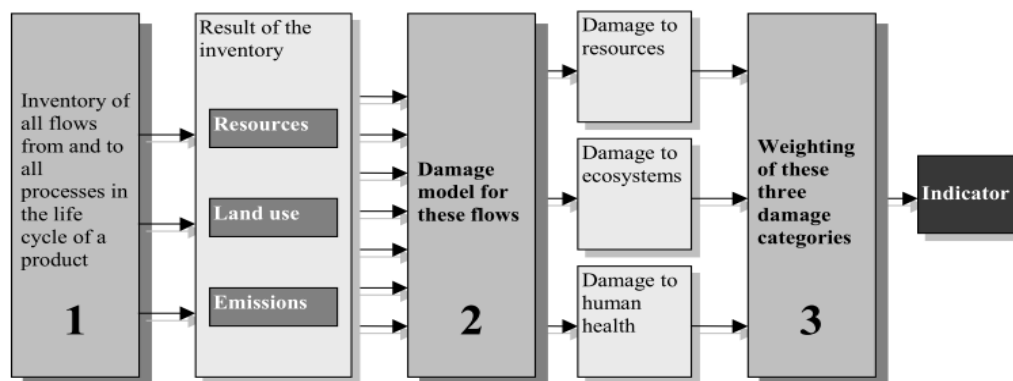 Inventory of
all flows
from and to
all
processes in
the life
cycle of a
product
1
Result of the
inventory
Resources
Land use
Emissions
Damage
model for
these flows
2
Damage to
resources
Damage to
ecosystems
Damage to
human
health
Weighting
of these
three
damage
categories
3
Indicator